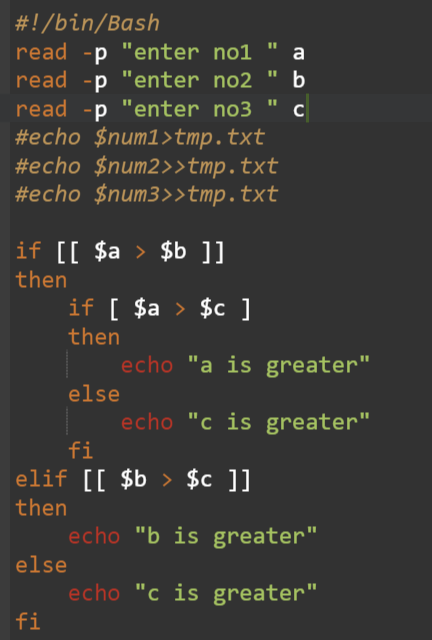 #!/bin/Bash
read -p "enter no1 " a
read -p "enter no2 " b
read -p "enter no3 " c
#echo $num1>tmp.txt
#echo $num2>>tmp.txt
#echo $num3>>tmp.txt

if [[ $a > $b ]]
then
    if [ $a > $c ]
    then
        echo "a is greater"
    else
        echo "c is greater"
    fi
elif [[ $b > $c ]]
then
    echo "b is greater"
else
    echo "c is greater"
fi